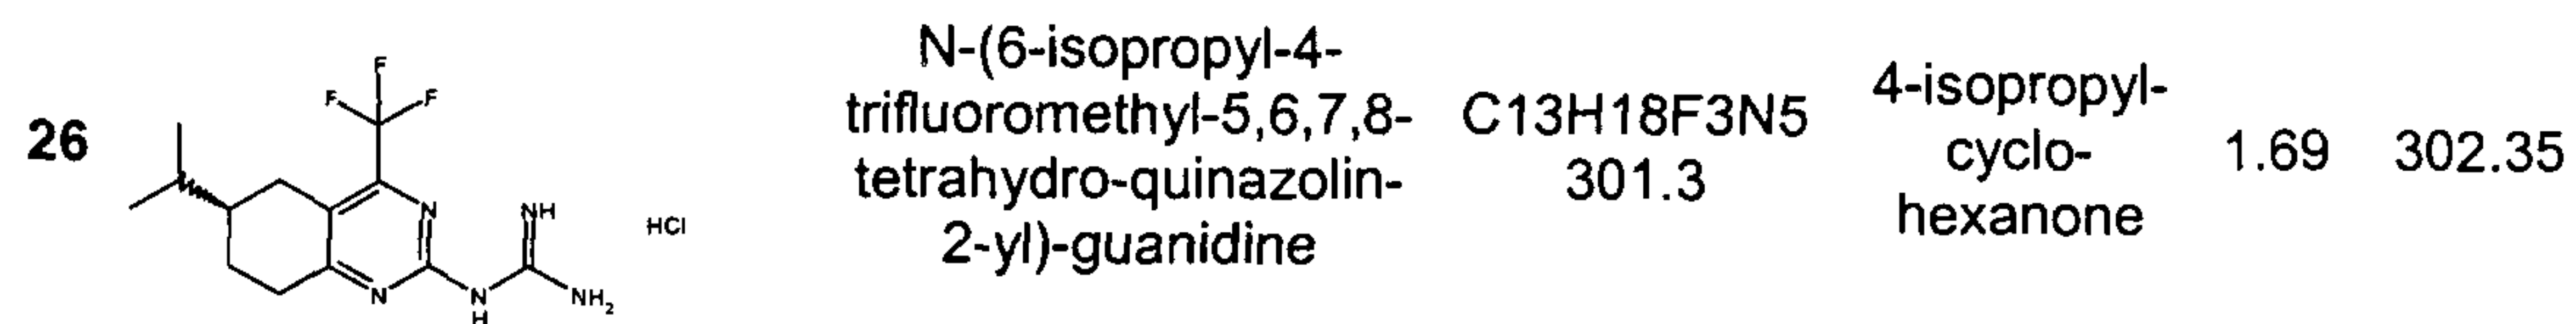 26
F
F
F
N
NH
HCl
N
N
H
NH2
N-(6-isopropyl-4-
trifluoromethyl-5,6,7,8-
tetrahydro-quinazolin-
2-yl)-guanidine
C13H18F3N5
301.3
4-isopropyl-
cyclo-
hexanone
1.69
302.35